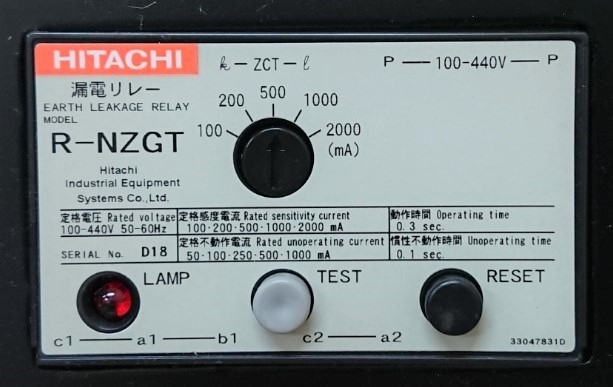 HITACHI
k — ZCT — l
P — 100-440V — P
漏電リレー
EARTH LEAKAGE RELAY
MODEL
R-NZGT
Hitachi
Industrial Equipment
Systems Co.,Ltd.
100 200 500 1000 2000
(mA)
定格電圧 Rated voltage
100-440V 50-60Hz
定格感度電流 Rated sensitivity current
100・200・500・1000・2000 mA
動作時間 Operating time
0.3 sec.
SERIAL No. D18
定格不動作電流 Rated unoperating current
50・100・250・500・1000 mA
慣性不動作時間 Unoperating time
0.1 sec.
LAMP
TEST
RESET
c1 — a1 — b1
c2 — a2
33047831D